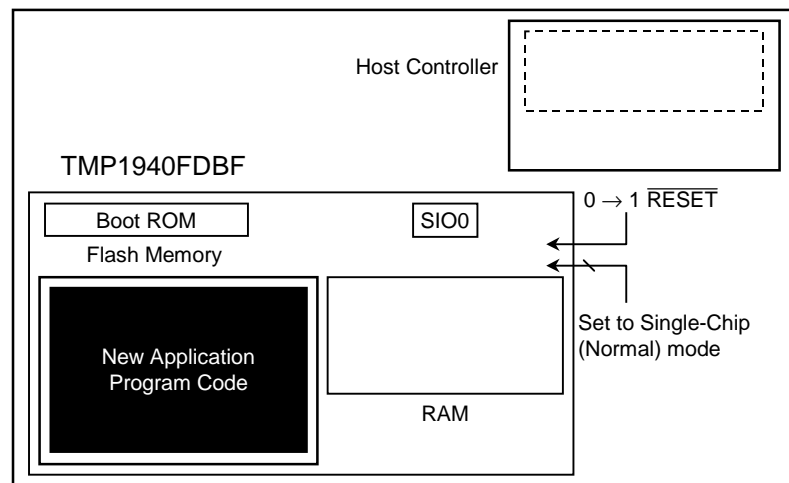 Host Controller
TMP1940FDBF
0 → 1 R̅E̅S̅E̅T̅
Boot ROM
SIO0
Flash Memory
Set to Single-Chip
(Normal) mode
New Application
Program Code
RAM